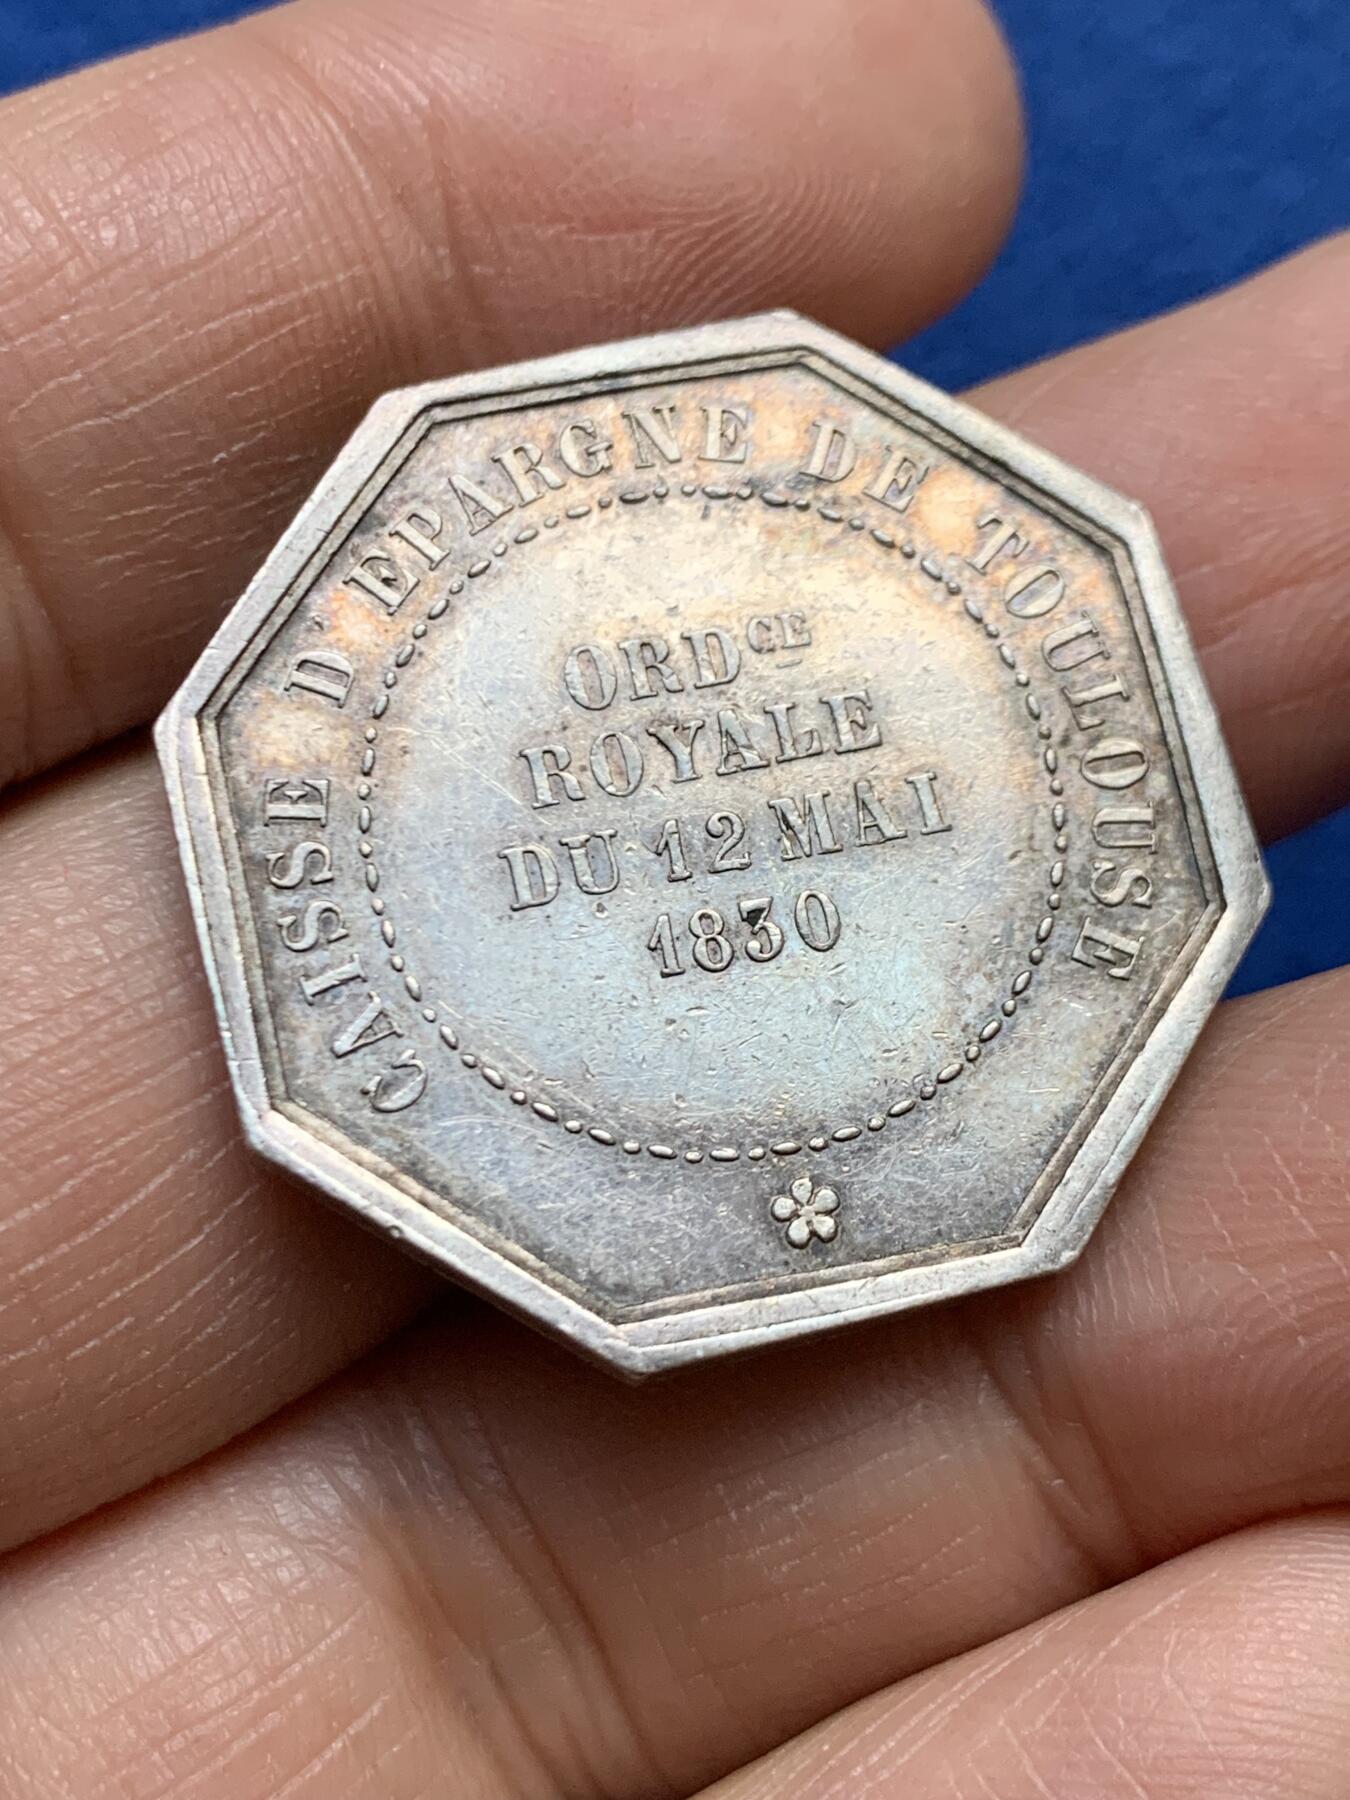 CAISSE D'EPARGNE DE TOULOUSE
ORDCE
ROYALE
DU 12 MAI
1830